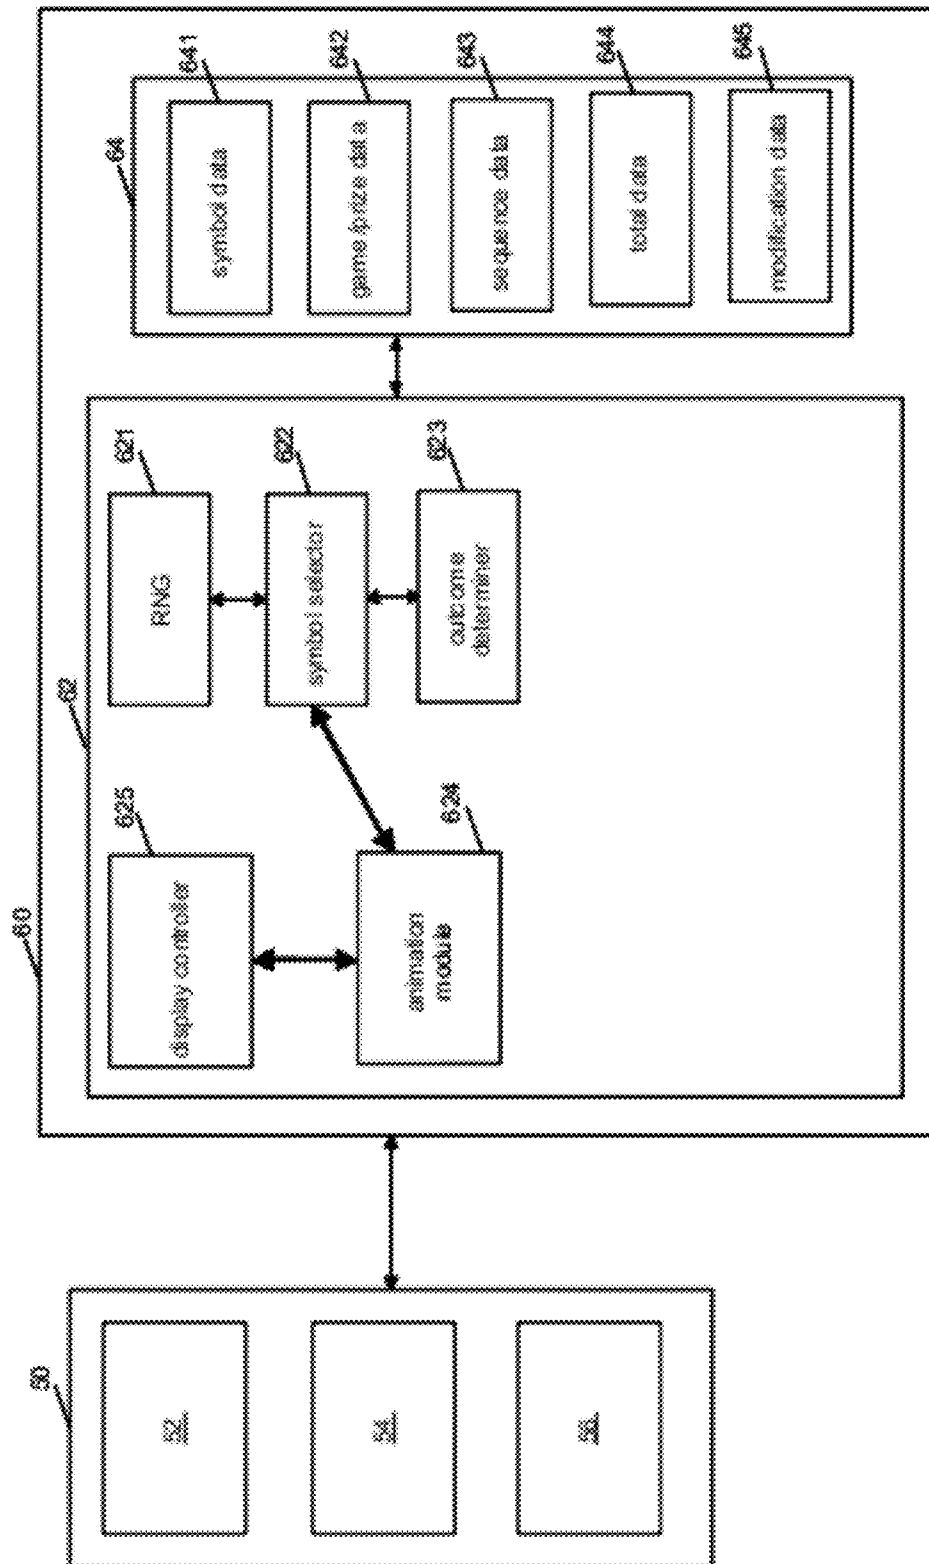 60
62
64
50
52
54
56
625
display controller
624
animation
module
621
RNG
622
symbol selector
623
outcome
determiner
641
symbol data
642
game/prize data
643
sequence data
644
total data
645
modification data